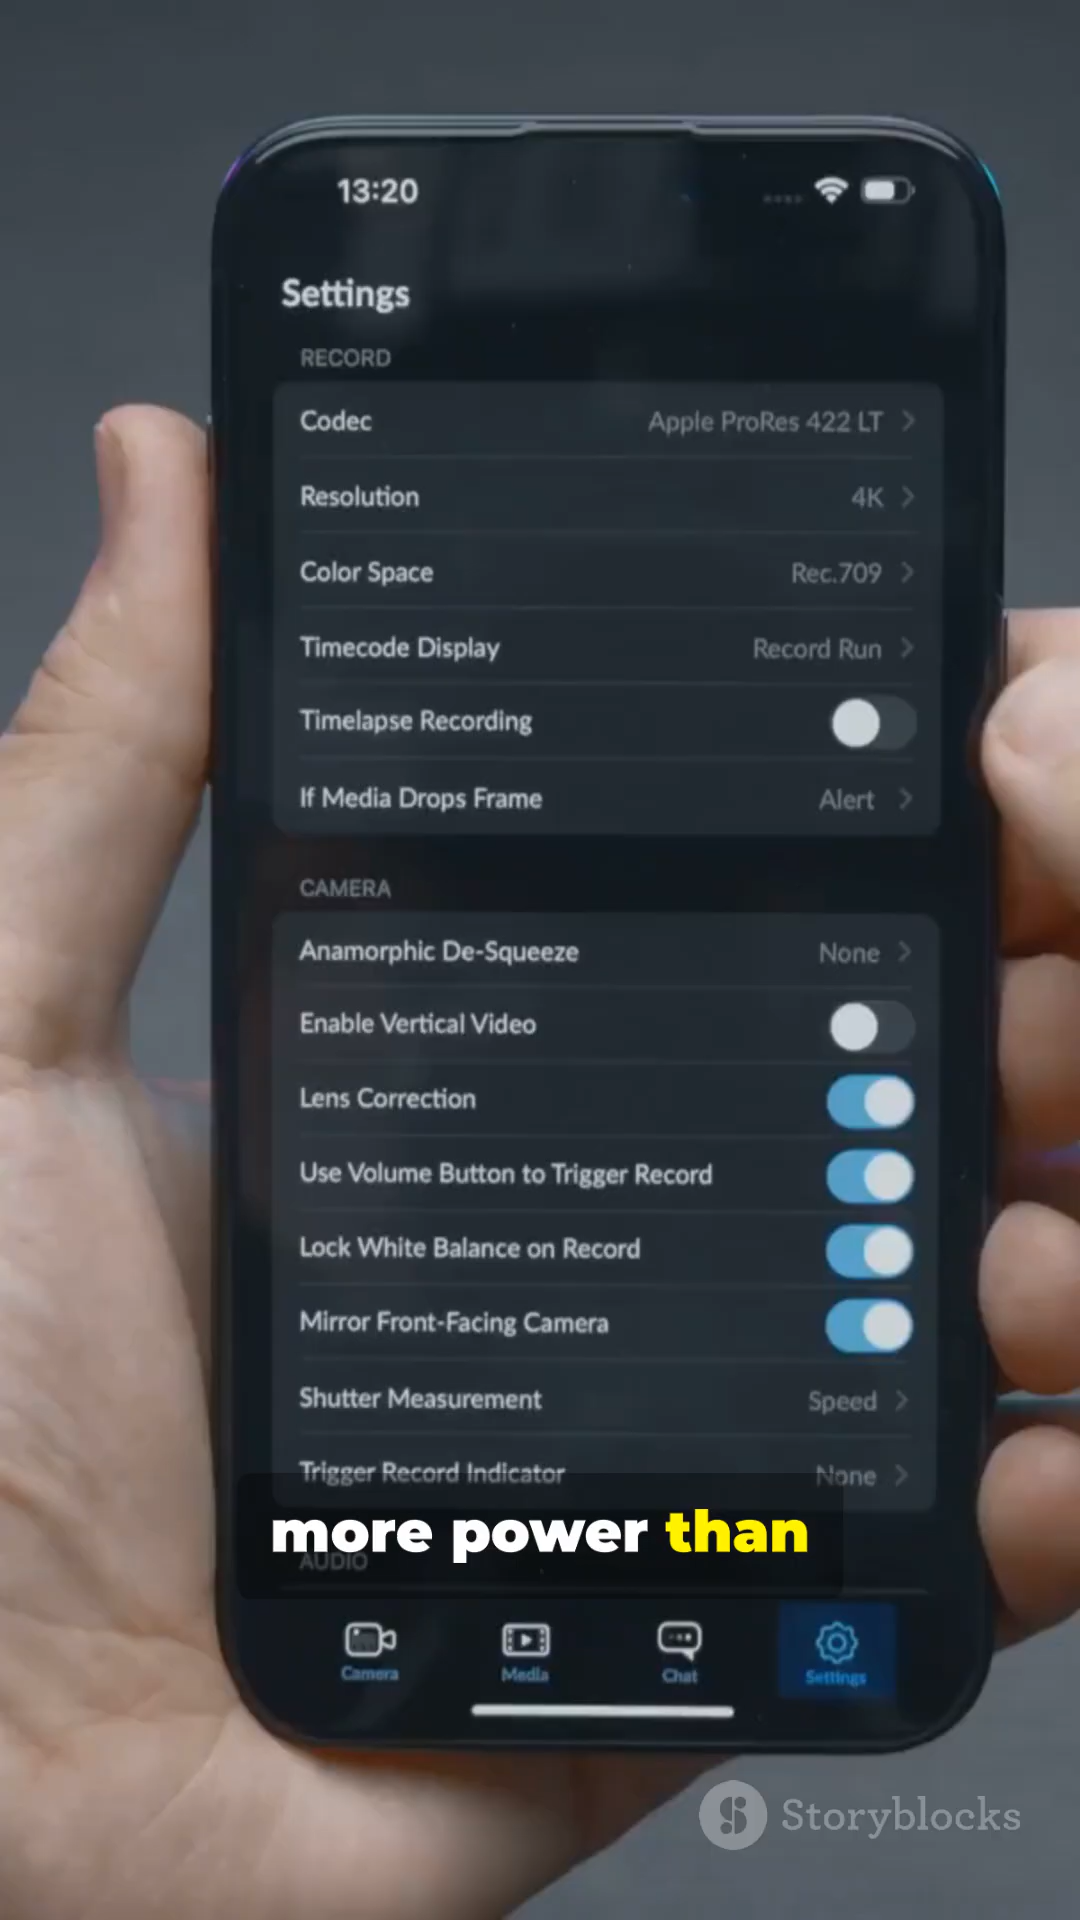 13:20
Settings
RECORD
Codec Apple ProRes 422 LT
Resolution 4K
Color Space Rec.709
Timecode Display Record Run
Timelapse Recording
If Media Drops Frame Alert
CAMERA
Anamorphic De-Squeeze None
Enable Vertical Video
Lens Correction
Use Volume Button to Trigger Record
Lock White Balance on Record
Mirror Front-Facing Camera
Shutter Measurement Speed
Trigger Record Indicator None
more power than
AUDIO
Camera Media Chat Settings
Storyblocks